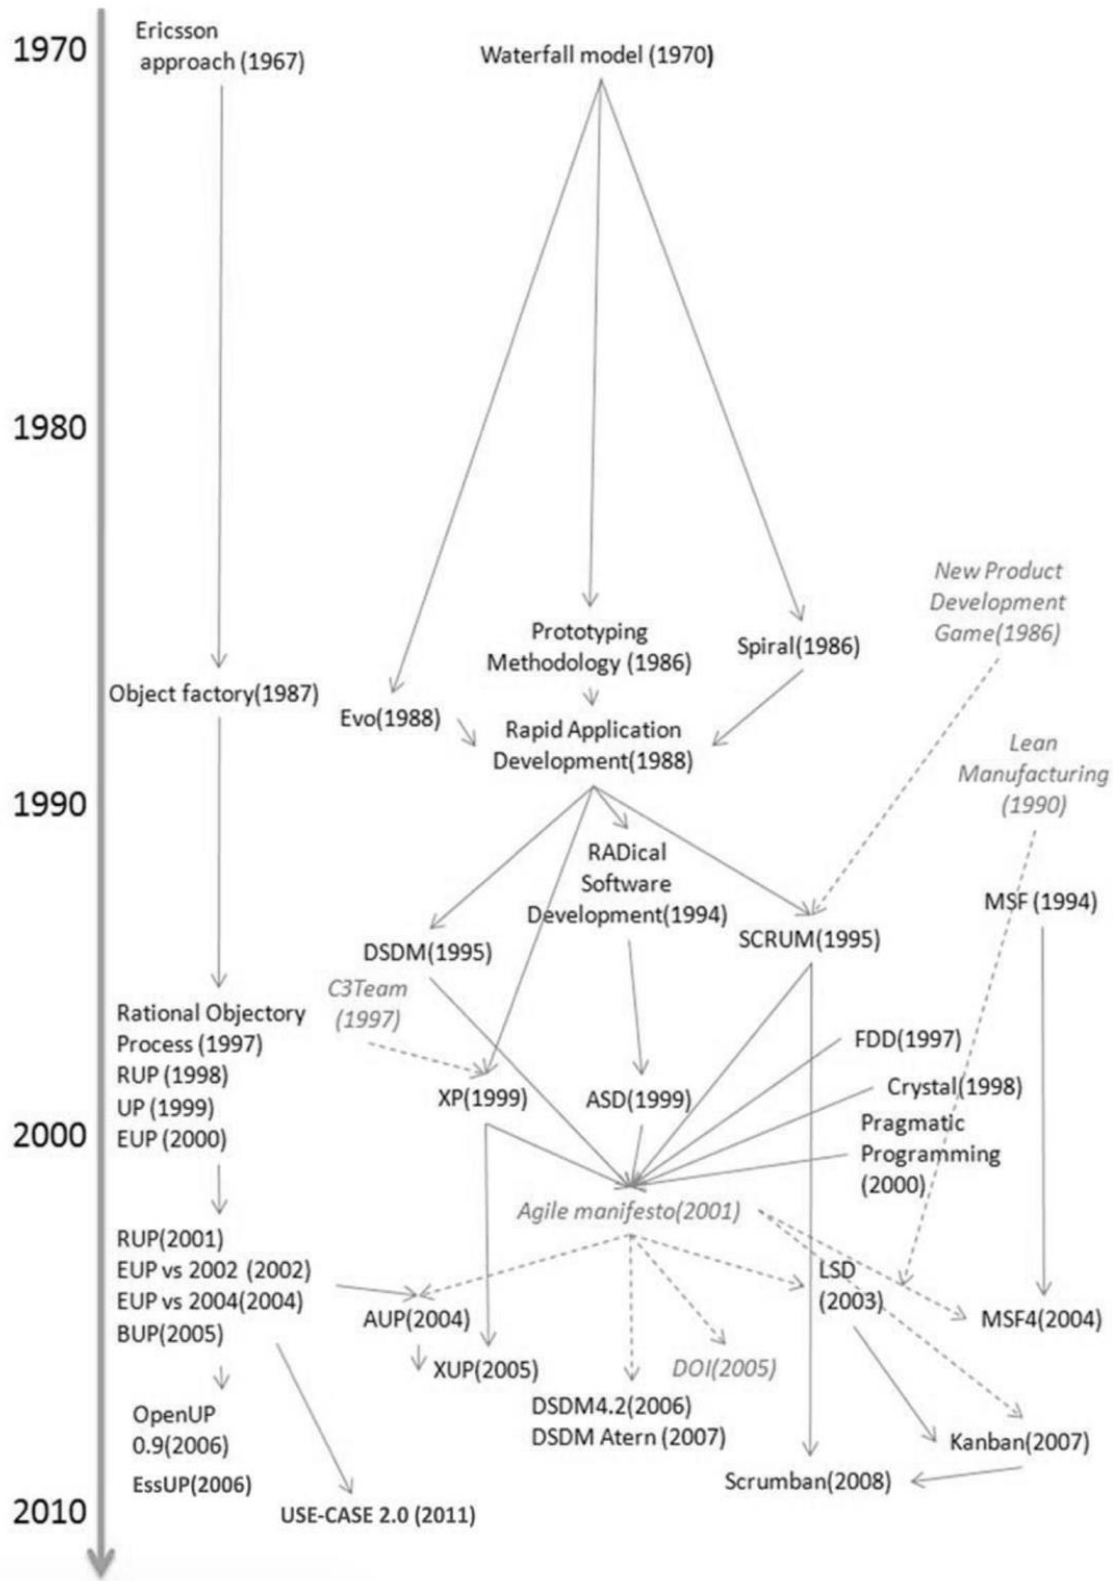 1970
Ericsson
approach (1967)
Waterfall model (1970)
1980
New Product
Development
Game(1986)
Prototyping
Methodology (1986)
Spiral(1986)
Object factory(1987)
Evo(1988)
Rapid Application
Development(1988)
Lean
Manufacturing
(1990)
1990
RADical
Software
Development(1994)
MSF (1994)
DSDM(1995)
SCRUM(1995)
C3Team
(1997)
Rational Objectory
Process (1997)
RUP (1998)
UP (1999)
EUP (2000)
FDD(1997)
XP(1999)
ASD(1999)
Crystal(1998)
Pragmatic
Programming
(2000)
2000
Agile manifesto(2001)
RUP(2001)
EUP vs 2002 (2002)
EUP vs 2004(2004)
BUP(2005)
LSD
(2003)
AUP(2004)
MSF4(2004)
XUP(2005)
DOI(2005)
DSDM4.2(2006)
DSDM Atern (2007)
OpenUP
0.9(2006)
EssUP(2006)
Kanban(2007)
Scrumban(2008)
2010
USE-CASE 2.0 (2011)